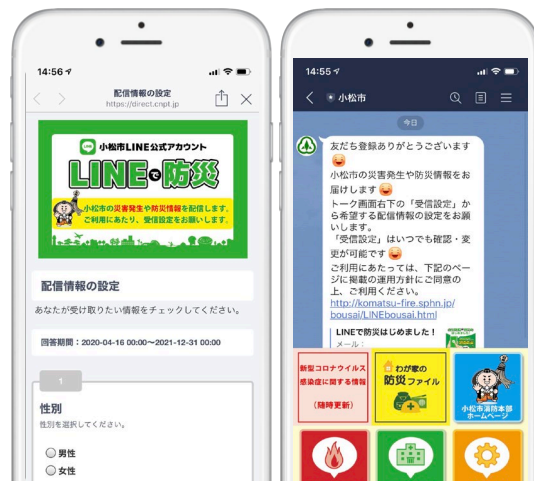 14:56
配信情報の設定
https://direct.cnpt.jp
小松市LINE公式アカウント
LINEで防災
小松市の災害発生や防災情報を配信します。
ご利用にあたり、受信設定をお願いします。
配信情報の設定
あなたが受け取りたい情報をチェックしてください。
回答期間：2020-04-16 00:00〜2021-12-31 00:00
1
性別
性別を選択してください。
男性
女性
14:55
小松市
今日
友だち登録ありがとうございます
小松市の災害発生や防災情報をお
届けします
トーク画面右下の「受信設定」か
ら希望する配信情報の設定をお願
いします。
「受信設定」はいつでも確認・変
更が可能です
ご利用にあたっては、下記のペー
ジに掲載の運用方針にご同意の
上、ご利用ください。
http://komatsu-fire.sphn.jp/
bousai/LINEbousai.html
LINEで防災はじめました！
メール：
新型コロナウイルス
感染症に関する情報
（随時更新）
わが家の
防災ファイル
小松市消防本部
ホームページ